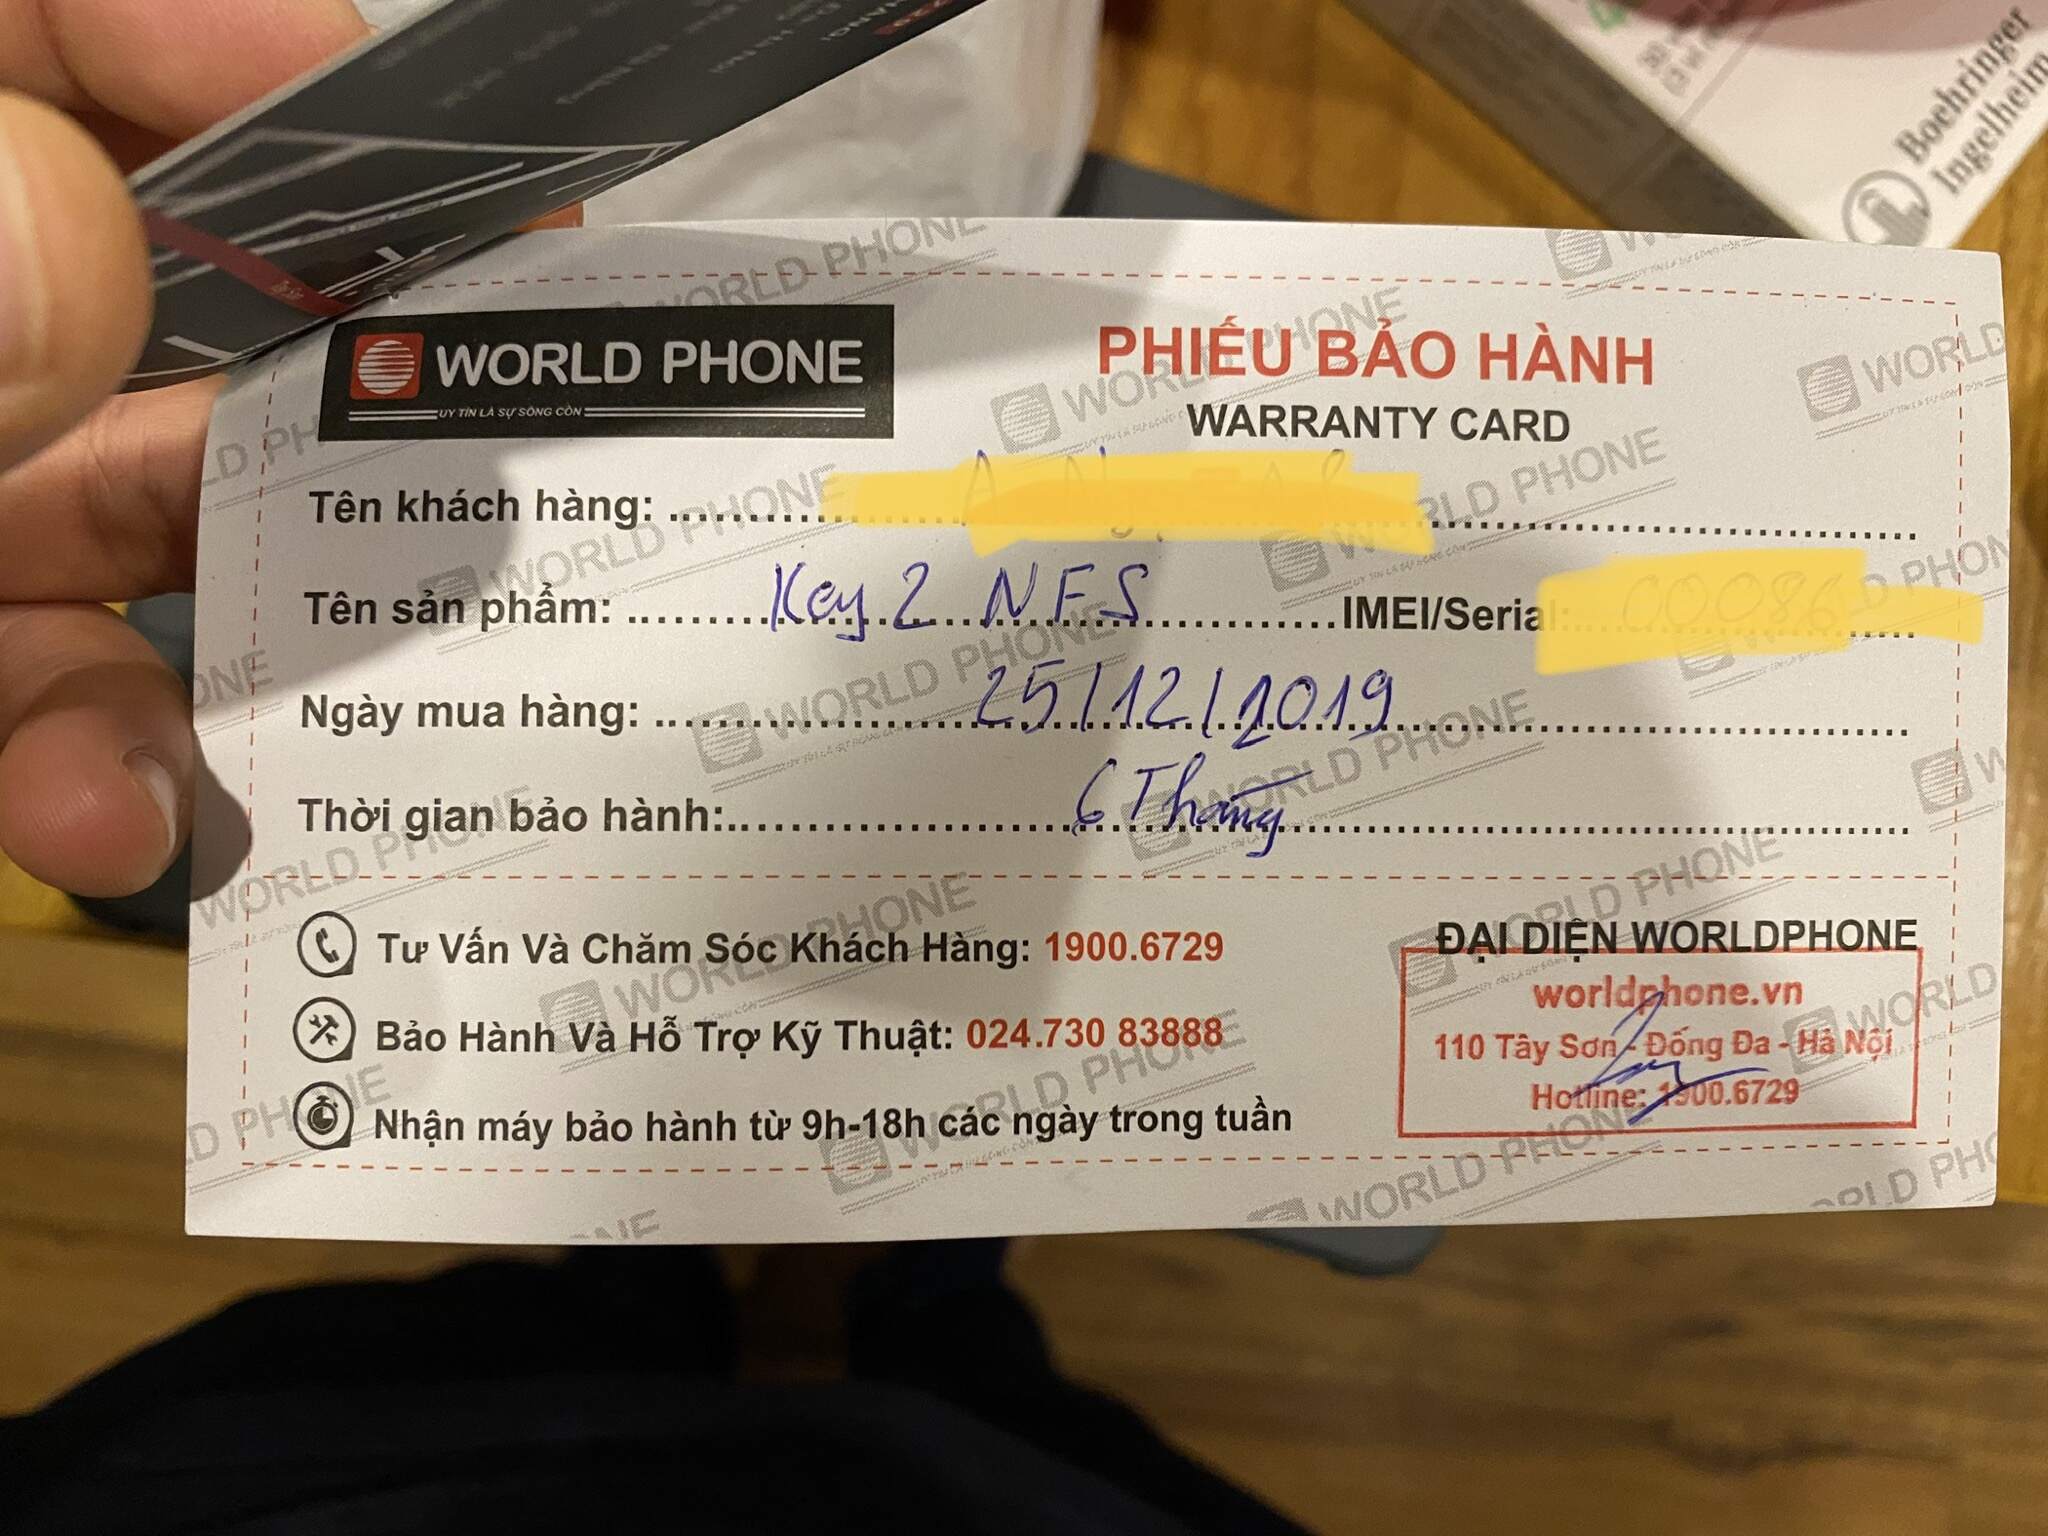 WORLD PHONE
UY TÍN LÀ SỰ SỐNG CÒN
PHIẾU BẢO HÀNH
WARRANTY CARD
Tên khách hàng:
Tên sản phẩm: Key 2 NFS IMEI/Serial:
Ngày mua hàng: 25/12/2019
Thời gian bảo hành: 6 Tháng
Tư Vấn Và Chăm Sóc Khách Hàng: 1900.6729
Bảo Hành Và Hỗ Trợ Kỹ Thuật: 024.730 83888
Nhận máy bảo hành từ 9h-18h các ngày trong tuần
ĐẠI DIỆN WORLDPHONE
worldphone.vn
110 Tây Sơn - Đống Đa - Hà Nội
Hotline: 1900.6729
Boehringer
Ingelheim